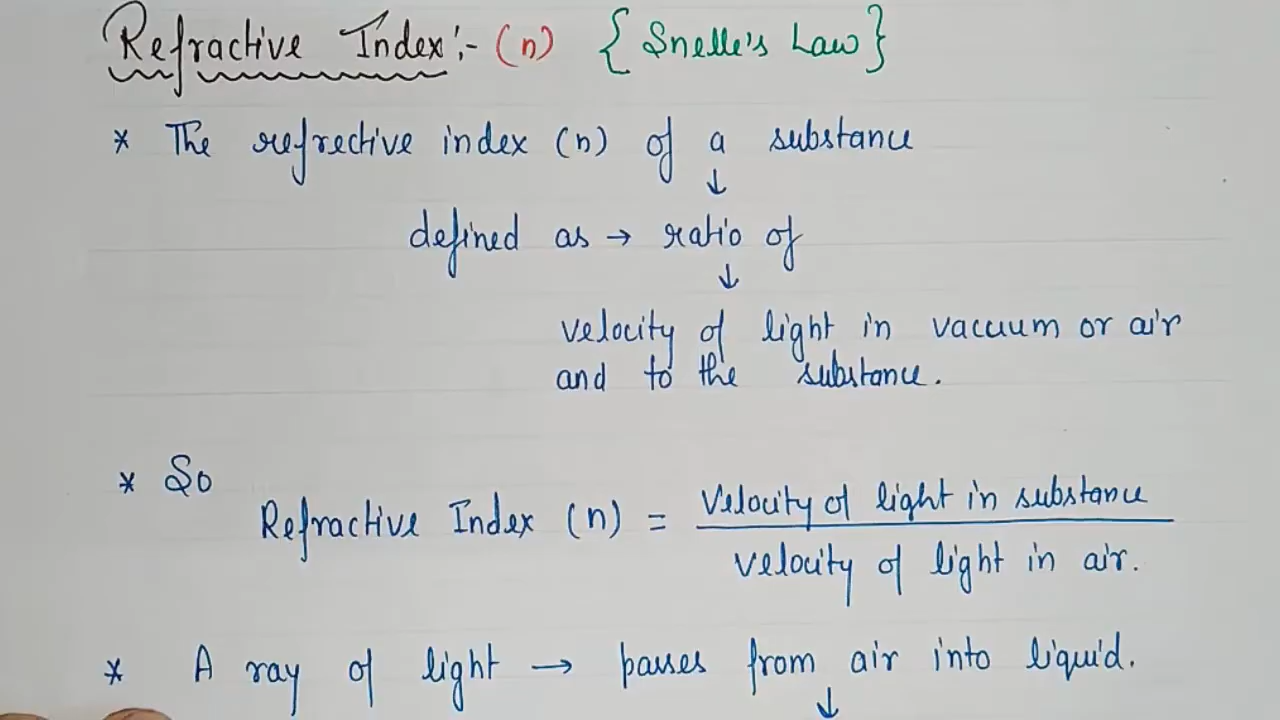 Refractive Index:- (n) {Snelle's Law}
* The refrective index (n) of a substance
↓
defined as → ratio of
↓
velocity of light in vacuum or air
and to the substance.
* So
Refractive Index (n) = Velocity of light in substance
velocity of light in air.
* A ray of light → passes from air into liquid.
↓